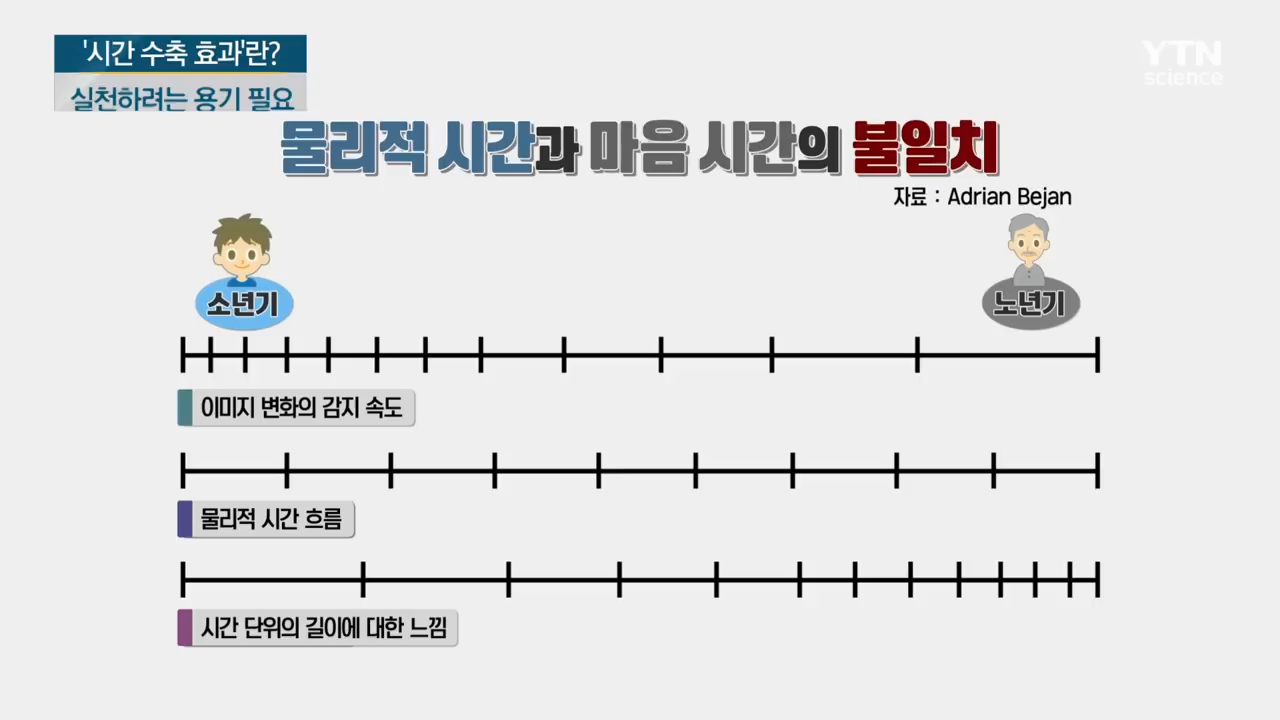 '시간 수축 효과'란?
YTN
science
실천하려는 용기 필요
물리적 시간과 마음 시간의 불일치
자료 : Adrian Bejan
소년기
노년기
이미지 변화의 감지 속도
물리적 시간 흐름
시간 단위의 길이에 대한 느낌